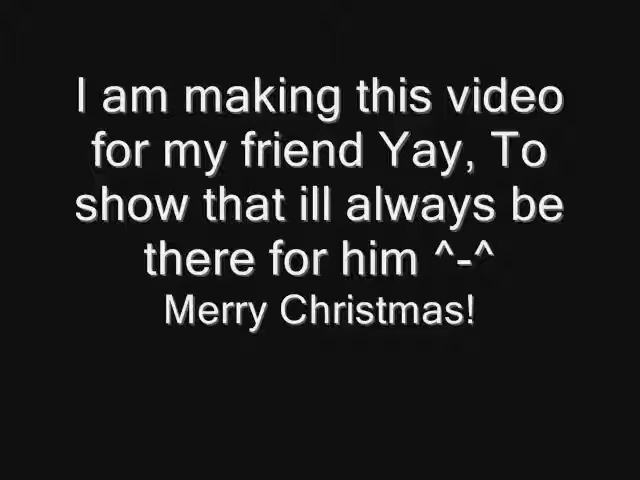 I am making this video
for my friend Yay, To
show that ill always be
there for him ^-^
Merry Christmas!